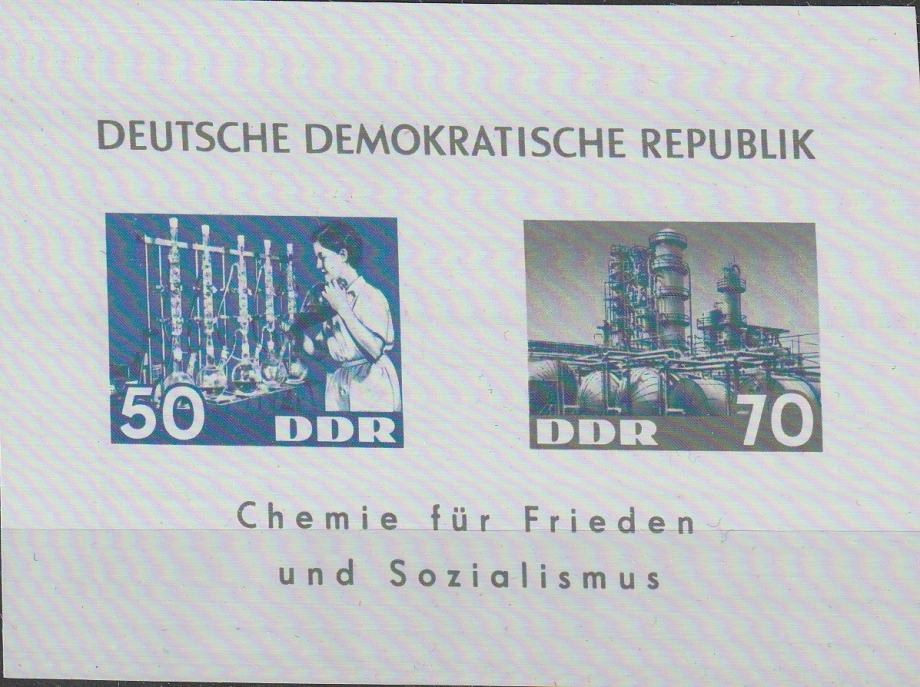 DEUTSCHE DEMOKRATISCHE REPUBLIK
50 DDR
DDR 70
Chemie für Frieden
und Sozialismus